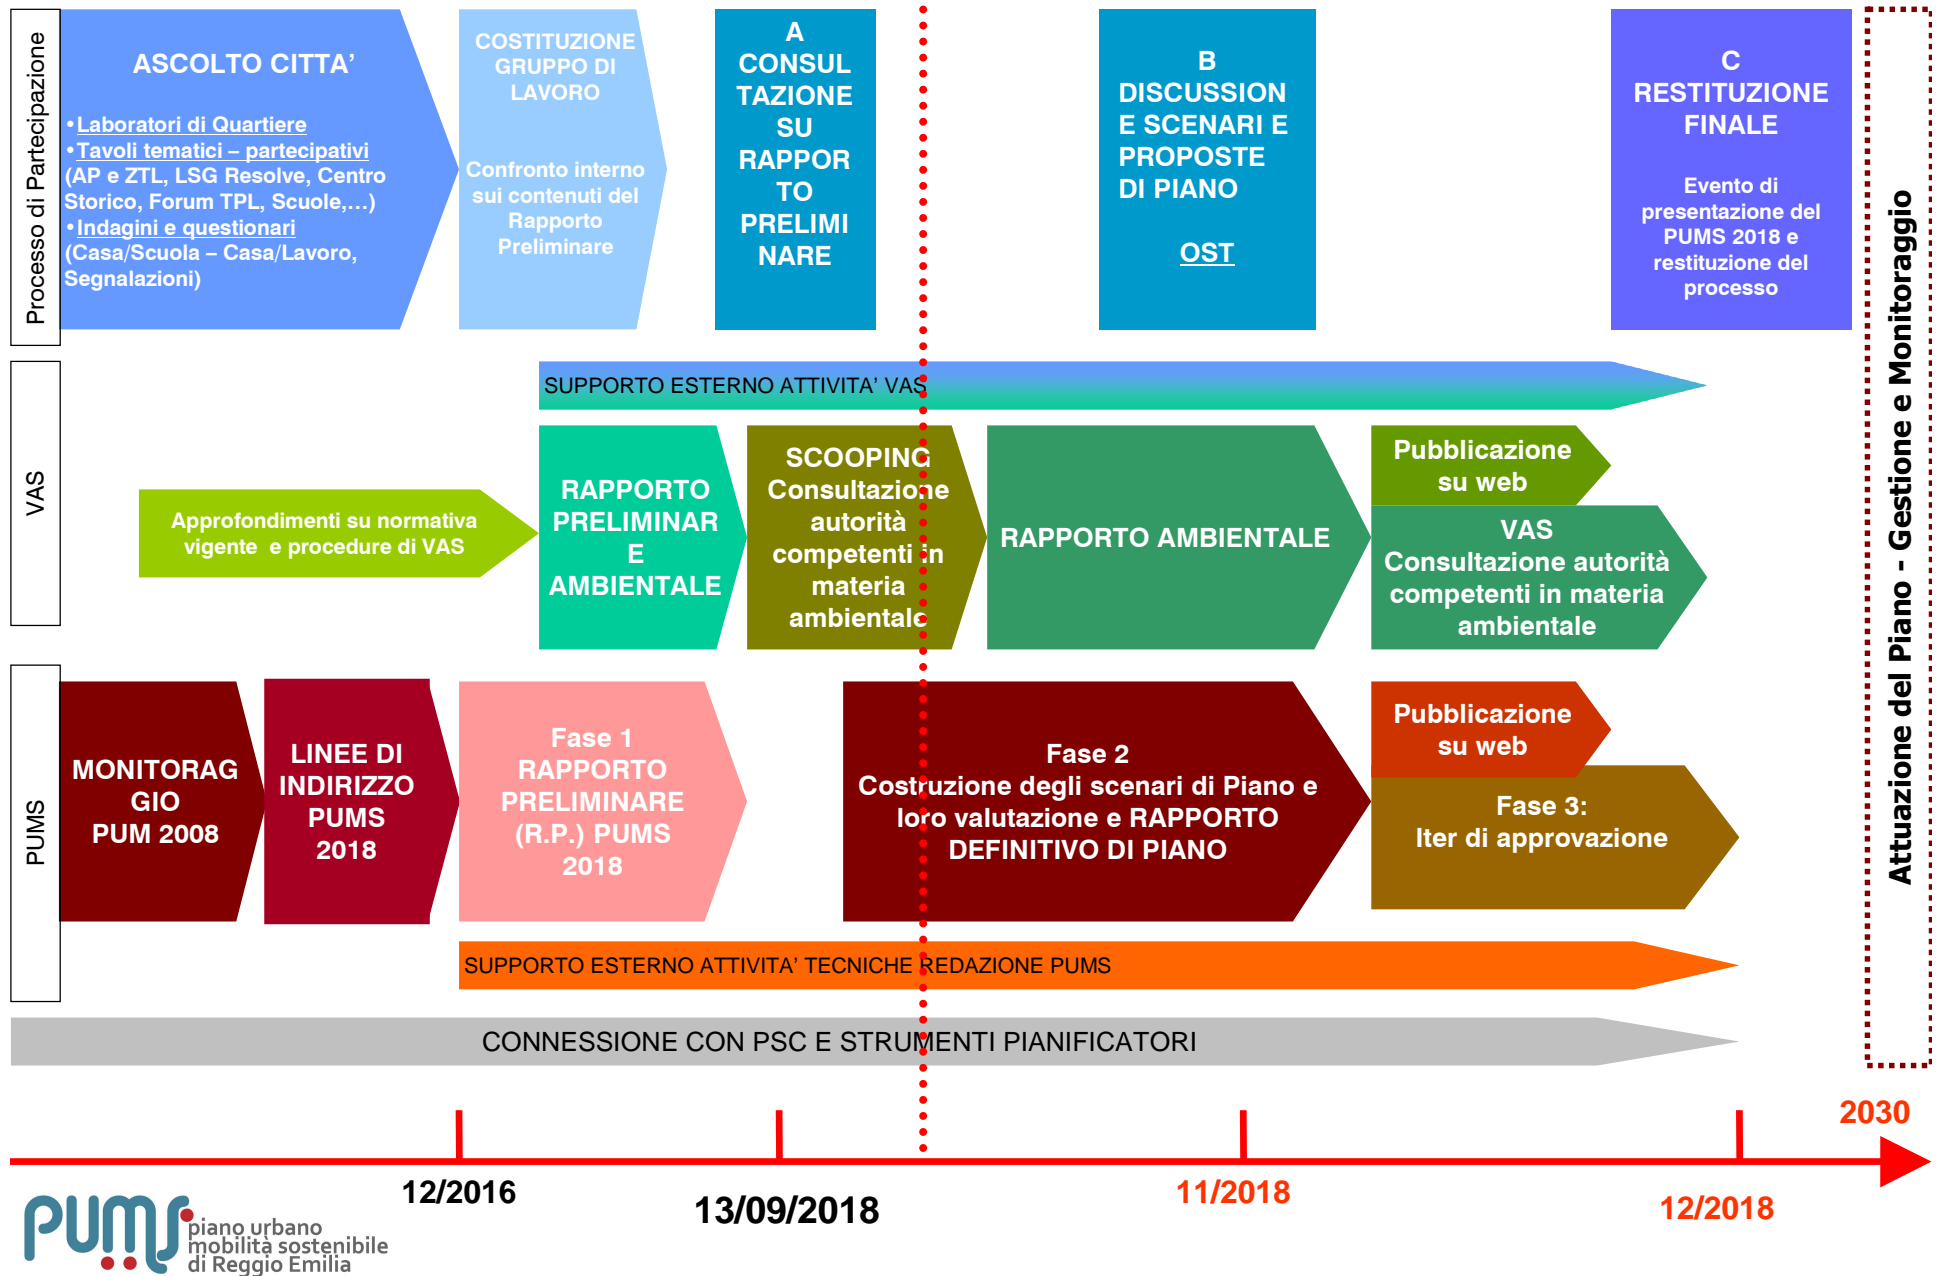 Processo di Partecipazione
ASCOLTO CITTA'
•Laboratori di Quartiere
•Tavoli tematici – partecipativi
(AP e ZTL, LSG Resolve, Centro
Storico, Forum TPL, Scuole,…)
•Indagini e questionari
(Casa/Scuola – Casa/Lavoro,
Segnalazioni)
COSTITUZIONE
GRUPPO DI
LAVORO
Confronto interno
sui contenuti del
Rapporto
Preliminare
A
CONSUL
TAZIONE
SU
RAPPOR
TO
PRELIMI
NARE
B
DISCUSSION
E SCENARI E
PROPOSTE
DI PIANO
OST
C
RESTITUZIONE
FINALE
Evento di
presentazione del
PUMS 2018 e
restituzione del
processo
Attuazione del Piano - Gestione e Monitoraggio
VAS
SUPPORTO ESTERNO ATTIVITA' VAS
Approfondimenti su normativa
vigente e procedure di VAS
RAPPORTO
PRELIMINAR
E
AMBIENTALE
SCOOPING
Consultazione
autorità
competenti in
materia
ambientale
RAPPORTO AMBIENTALE
Pubblicazione
su web
VAS
Consultazione autorità
competenti in materia
ambientale
PUMS
MONITORAG
GIO
PUM 2008
LINEE DI
INDIRIZZO
PUMS
2018
Fase 1
RAPPORTO
PRELIMINARE
(R.P.) PUMS
2018
Fase 2
Costruzione degli scenari di Piano e
loro valutazione e RAPPORTO
DEFINITIVO DI PIANO
Pubblicazione
su web
Fase 3:
Iter di approvazione
SUPPORTO ESTERNO ATTIVITA' TECNICHE REDAZIONE PUMS
CONNESSIONE CON PSC E STRUMENTI PIANIFICATORI
2030
12/2016
13/09/2018
11/2018
12/2018
pums
piano urbano
mobilità sostenibile
di Reggio Emilia